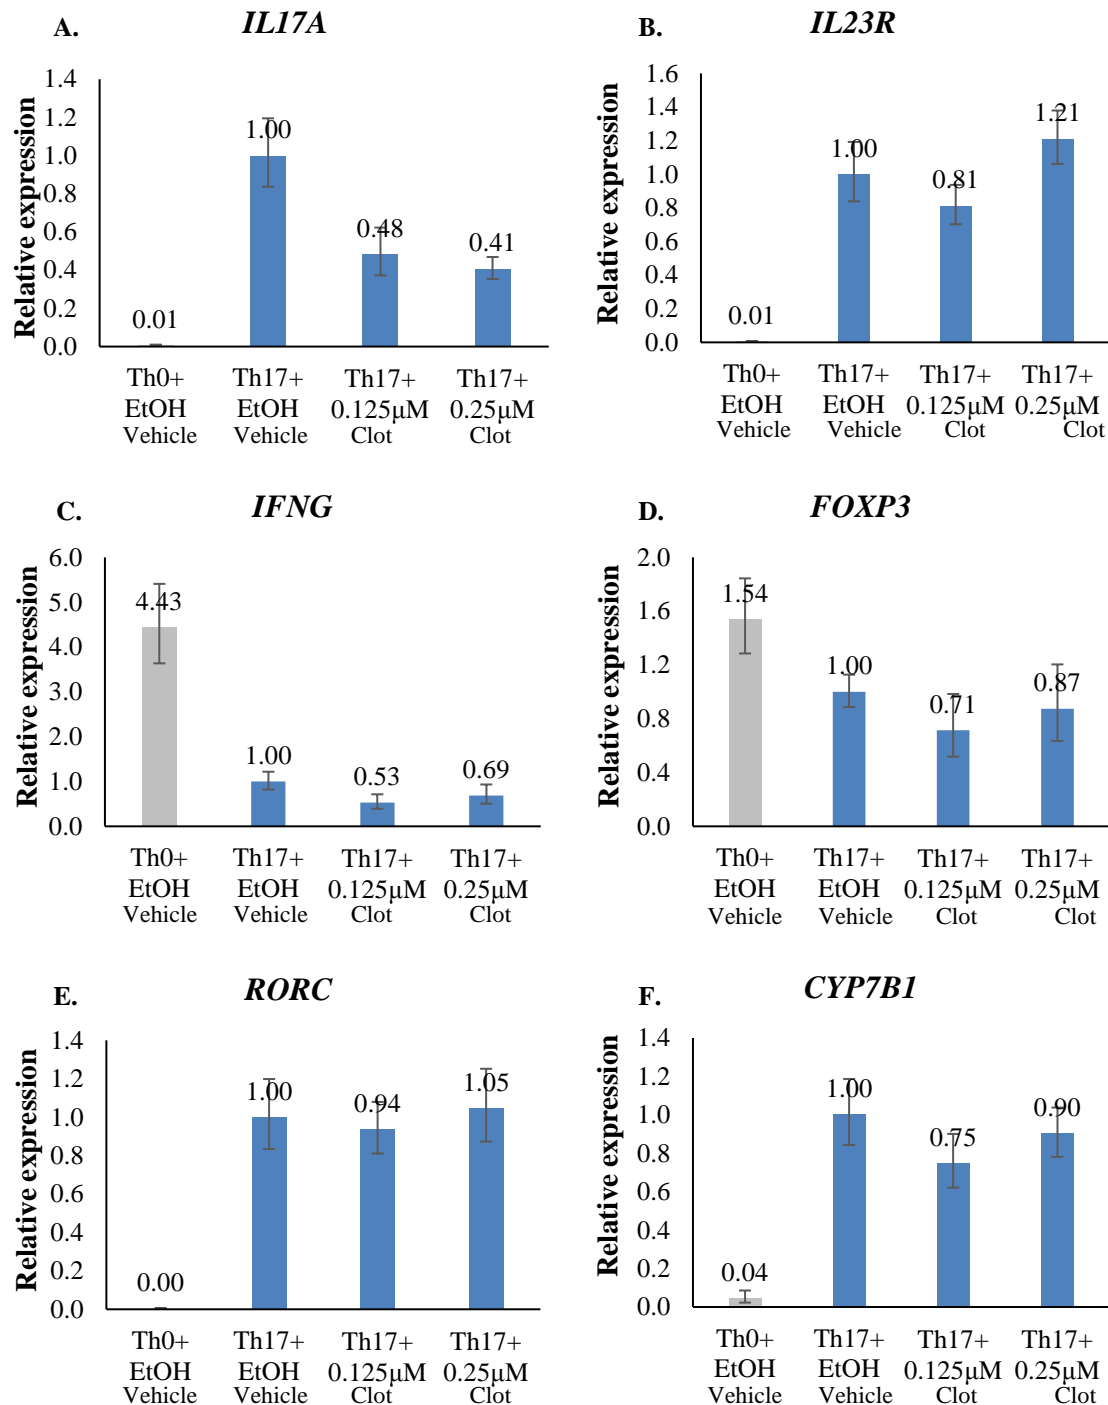 A. IL17A
1.4
1.2
1.0
0.8
0.6
0.4
0.2
0.0
Relative expression
0.01
1.00
0.48
0.41
Th0+ Th17+ Th17+ Th17+
EtOH EtOH 0.125µM 0.25µM
Vehicle Vehicle Clot Clot
B. IL23R
1.6
1.4
1.2
1.0
0.8
0.6
0.4
0.2
0.0
Relative expression
0.01
1.00
0.81
1.21
Th0+ Th17+ Th17+ Th17+
EtOH EtOH 0.125µM 0.25µM
Vehicle Vehicle Clot Clot
C. IFNG
6.0
5.0
4.0
3.0
2.0
1.0
0.0
Relative expression
4.43
1.00
0.53
0.69
Th0+ Th17+ Th17+ Th17+
EtOH EtOH 0.125µM 0.25µM
Vehicle Vehicle Clot Clot
D. FOXP3
2.0
1.6
1.2
0.8
0.4
0.0
Relative expression
1.54
1.00
0.71
0.87
Th0+ Th17+ Th17+ Th17+
EtOH EtOH 0.125µM 0.25µM
Vehicle Vehicle Clot Clot
E. RORC
1.4
1.2
1.0
0.8
0.6
0.4
0.2
0.0
Relative expression
0.00
1.00
0.94
1.05
Th0+ Th17+ Th17+ Th17+
EtOH EtOH 0.125µM 0.25µM
Vehicle Vehicle Clot Clot
F. CYP7B1
1.4
1.2
1.0
0.8
0.6
0.4
0.2
0.0
Relative expression
0.04
1.00
0.75
0.90
Th0+ Th17+ Th17+ Th17+
EtOH EtOH 0.125µM 0.25µM
Vehicle Vehicle Clot Clot